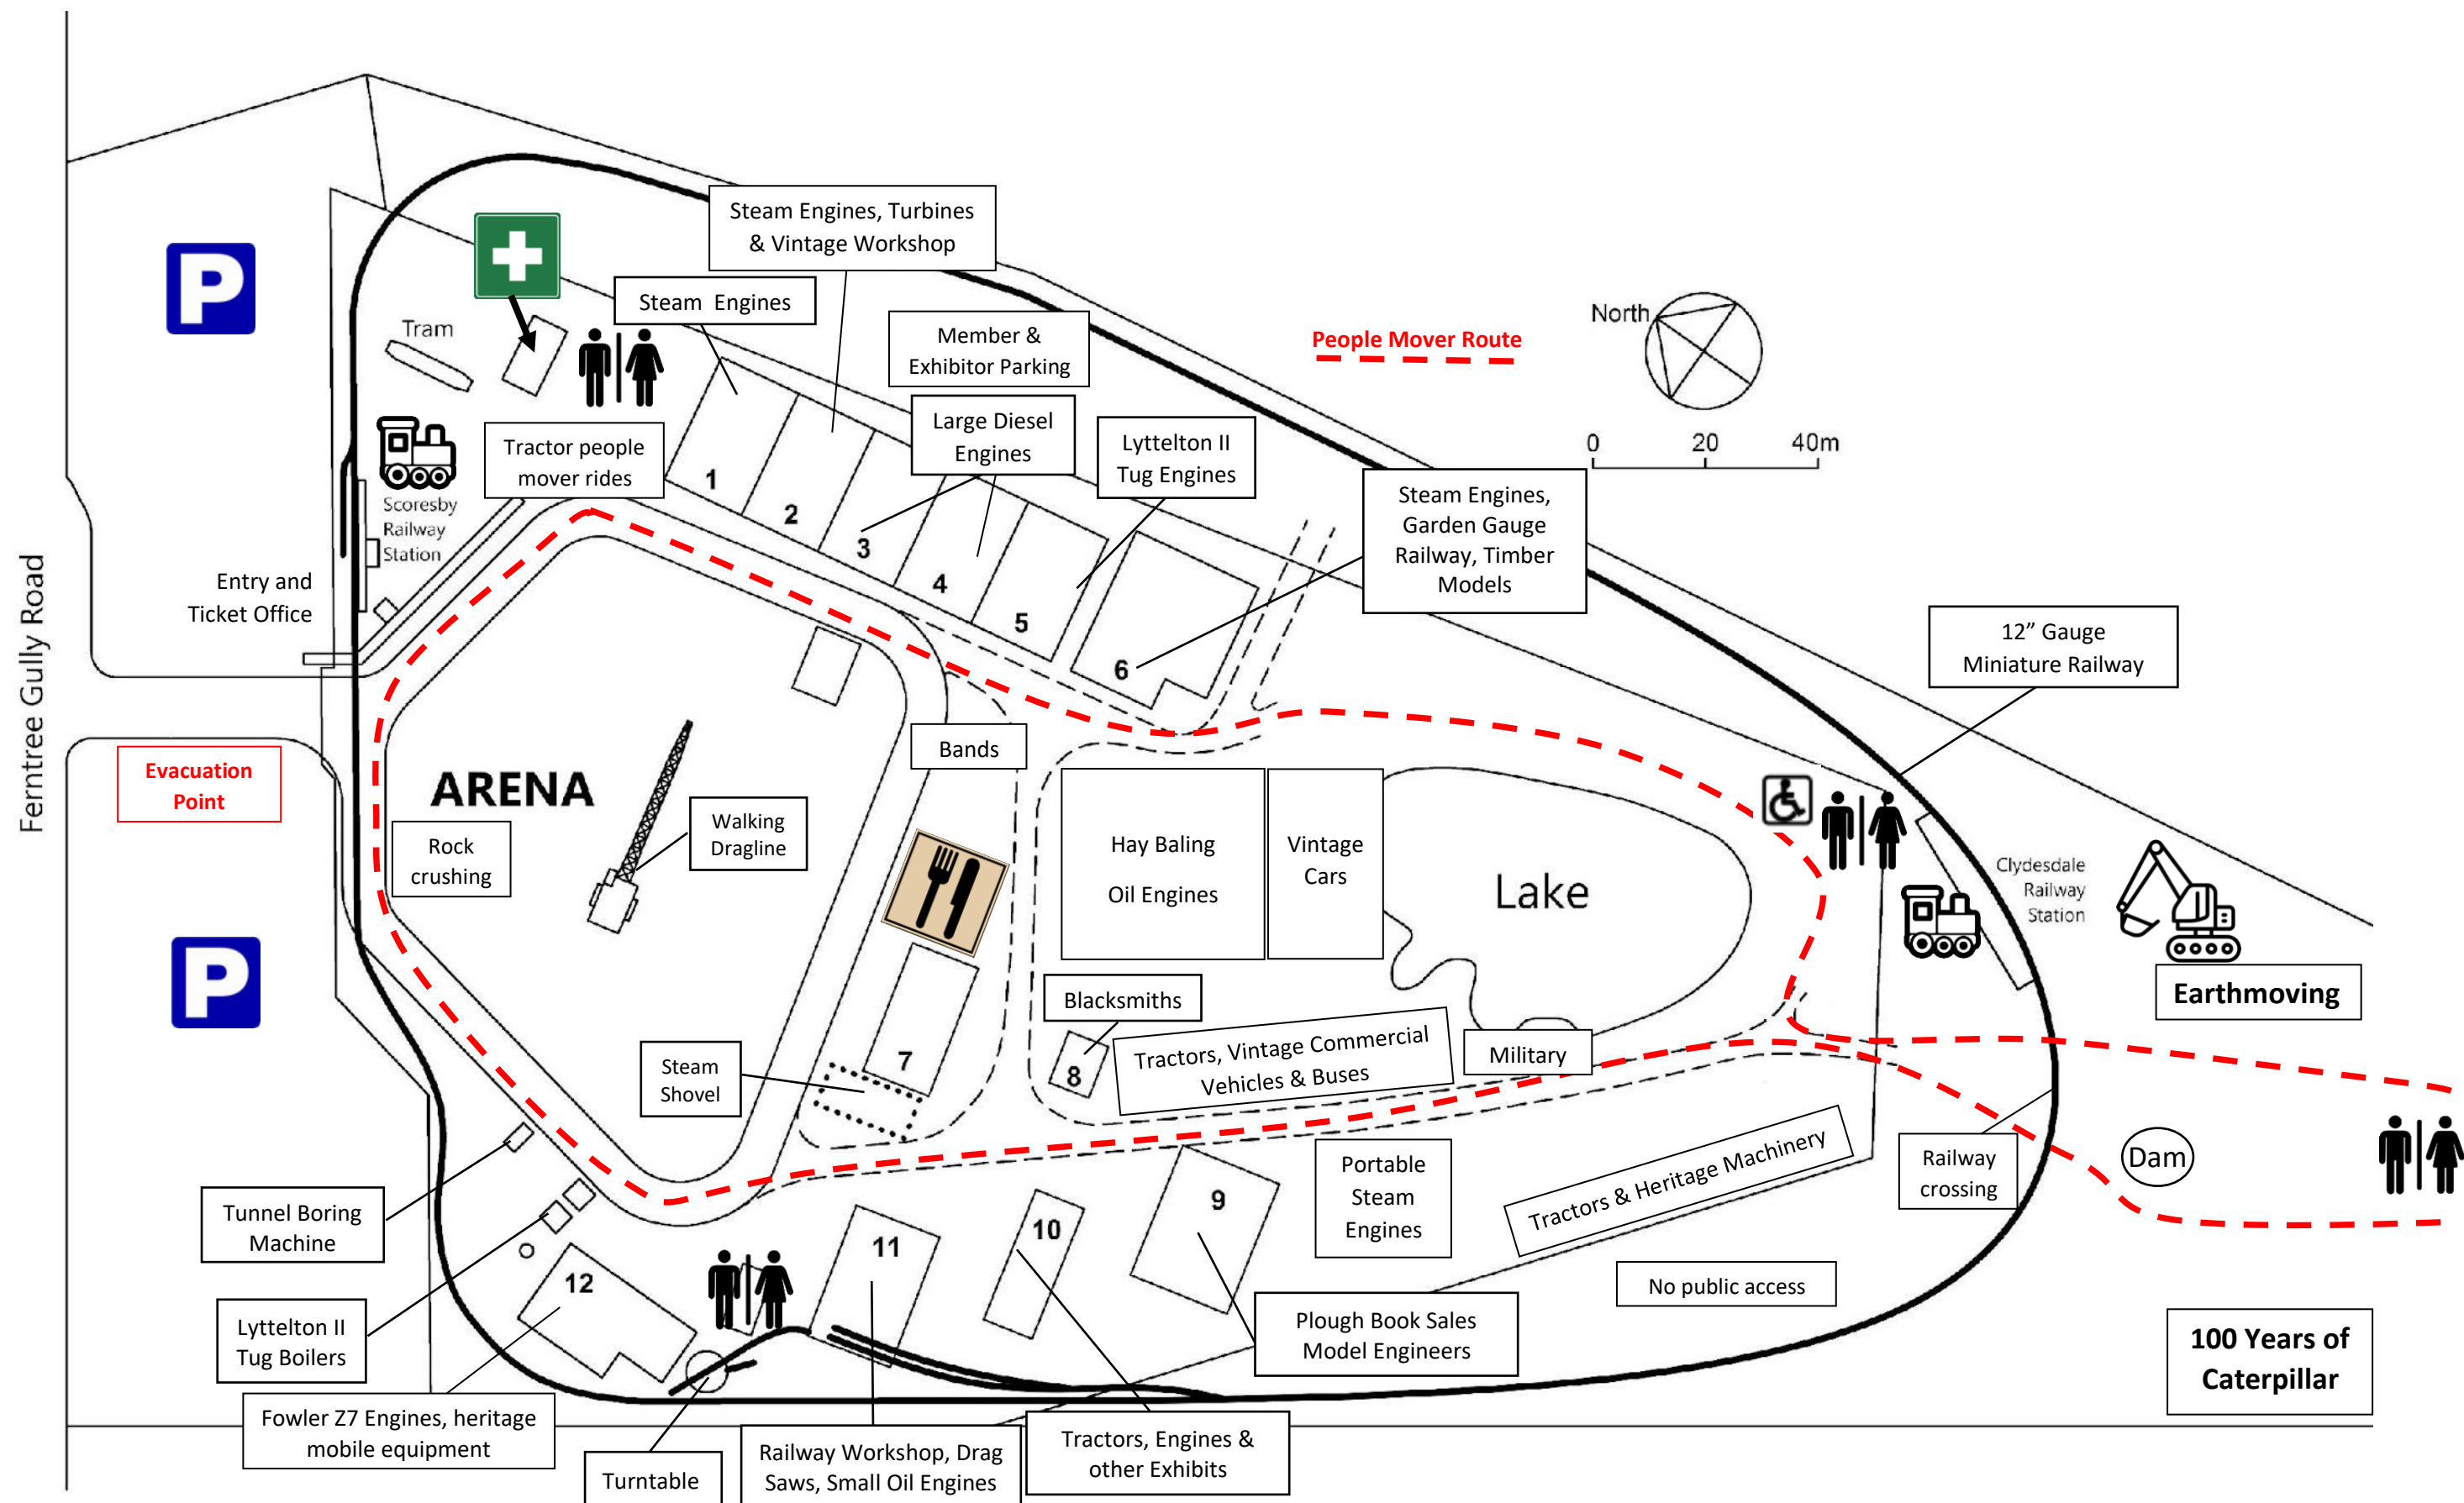 Steam Engines, Turbines
& Vintage Workshop
P
Steam  Engines
North
Member &
Exhibitor Parking
People Mover Route
Tram
0 20 40m
Large Diesel
Engines
Lyttelton II
Tug Engines
Tractor people
mover rides
Scoresby
Railway
Station
1
2
3
4
5
6
Steam Engines,
Garden Gauge
Railway, Timber
Models
Entry and
Ticket Office
Ferntree Gully Road
12” Gauge
Miniature Railway
Evacuation
Point
ARENA
Bands
Walking
Dragline
Rock
crushing
Hay Baling
Oil Engines
Vintage
Cars
Lake
Clydesdale
Railway
Station
Earthmoving
P
Blacksmiths
8
Tractors, Vintage Commercial
Vehicles & Buses
Military
Steam
Shovel
7
Tunnel Boring
Machine
Portable
Steam
Engines
Tractors & Heritage Machinery
Railway
crossing
Dam
9
10
11
12
No public access
Lyttelton II
Tug Boilers
Plough Book Sales
Model Engineers
100 Years of
Caterpillar
Fowler Z7 Engines, heritage
mobile equipment
Turntable
Railway Workshop, Drag
Saws, Small Oil Engines
Tractors, Engines &
other Exhibits